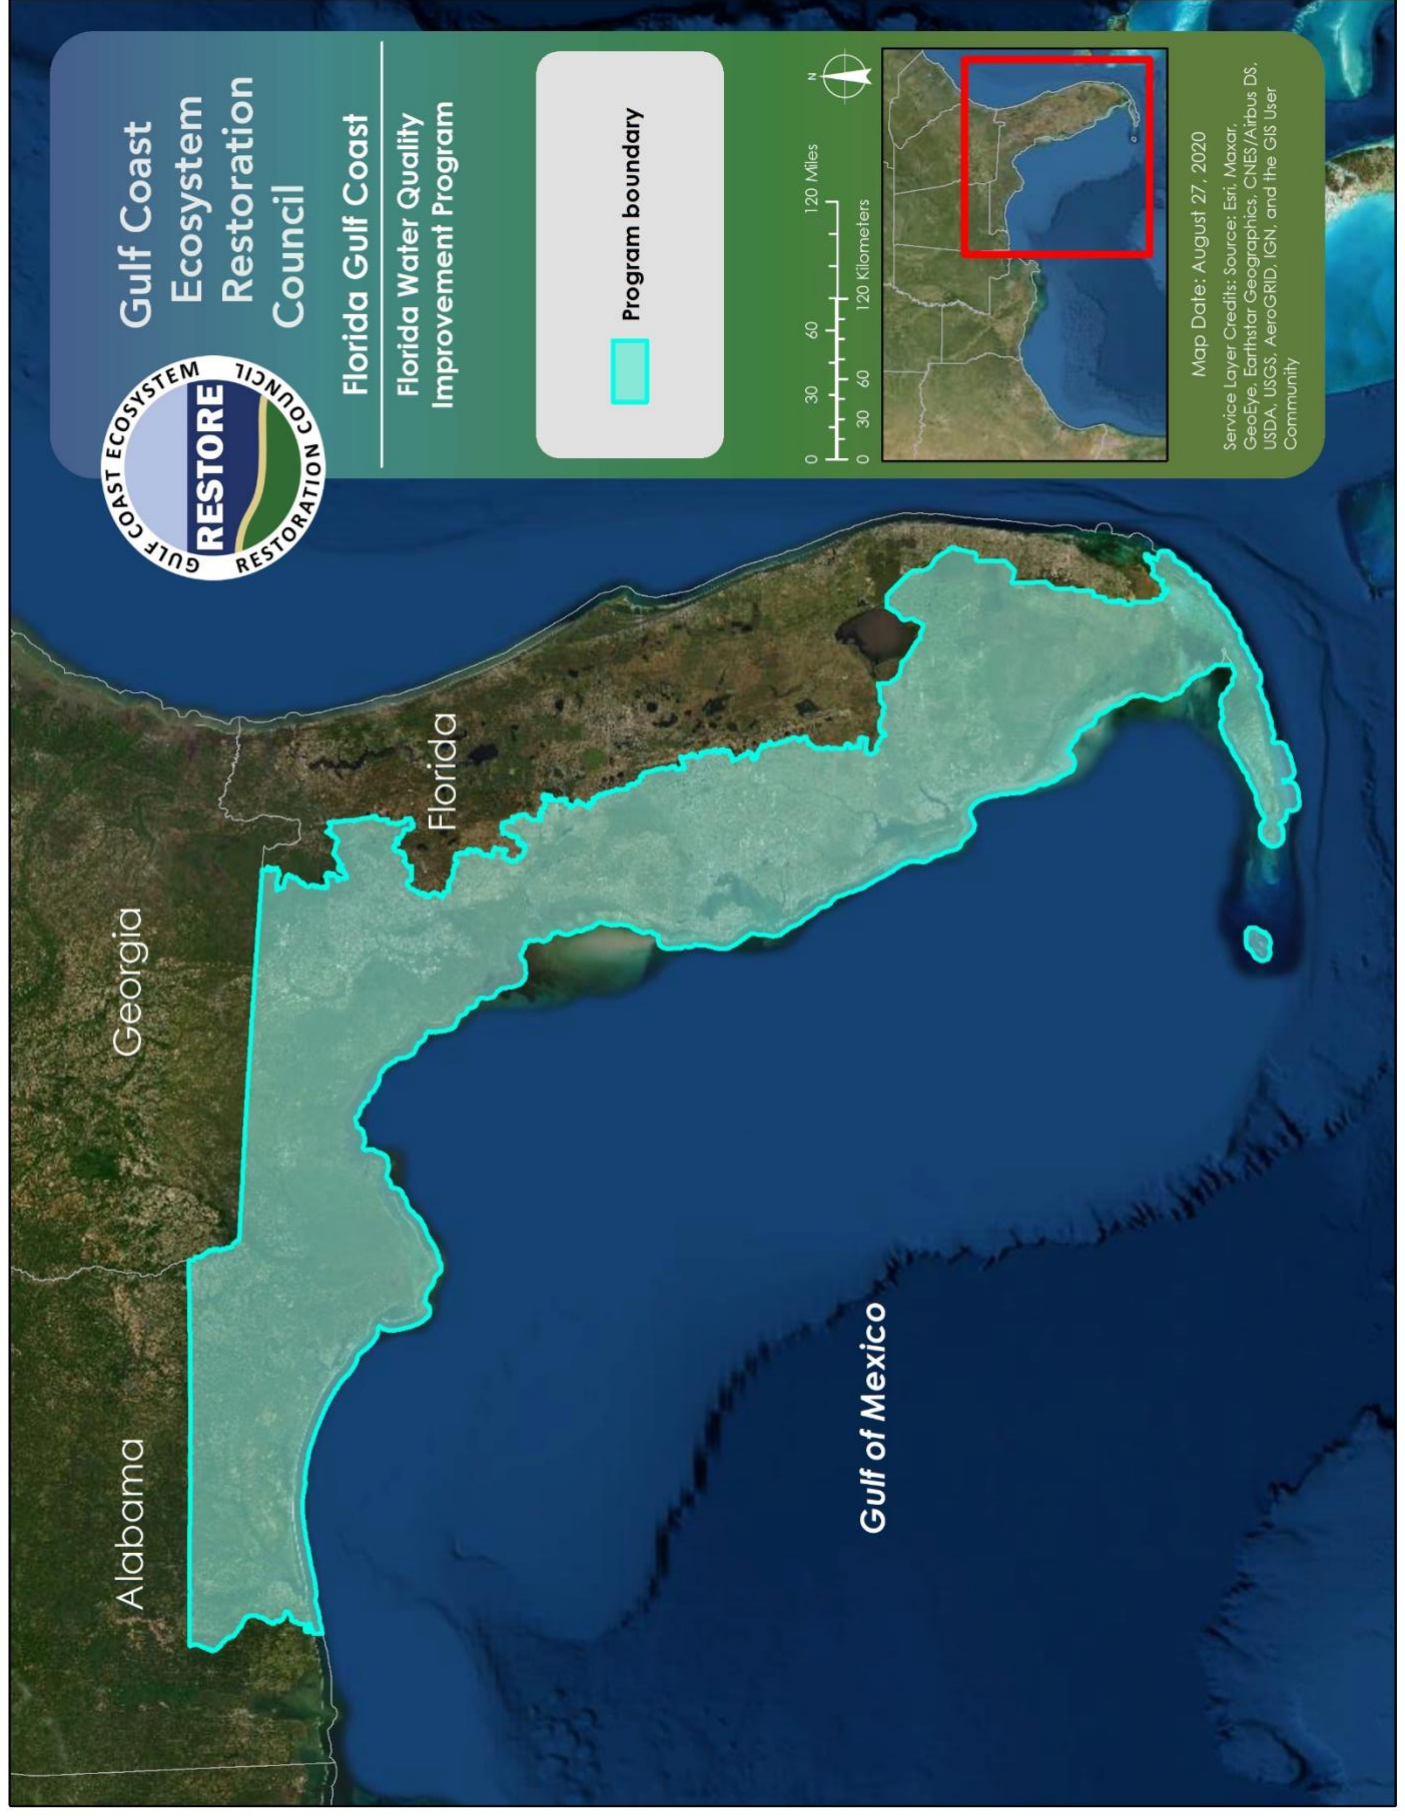 Gulf Coast
Ecosystem
Restoration
Council
GULF COAST ECOSYSTEM
RESTORE
RESTORATION COUNCIL
Florida Gulf Coast
Florida Water Quality
Improvement Program
Program boundary
0 30 60 120 Miles
0 30 60 120 Kilometers
N
Map Date: August 27, 2020
Service Layer Credits: Source: Esri, Maxar,
GeoEye, Earthstar Geographics, CNES/Airbus DS,
USDA, USGS, AeroGRID, IGN, and the GIS User
Community
Alabama
Georgia
Florida
Gulf of Mexico